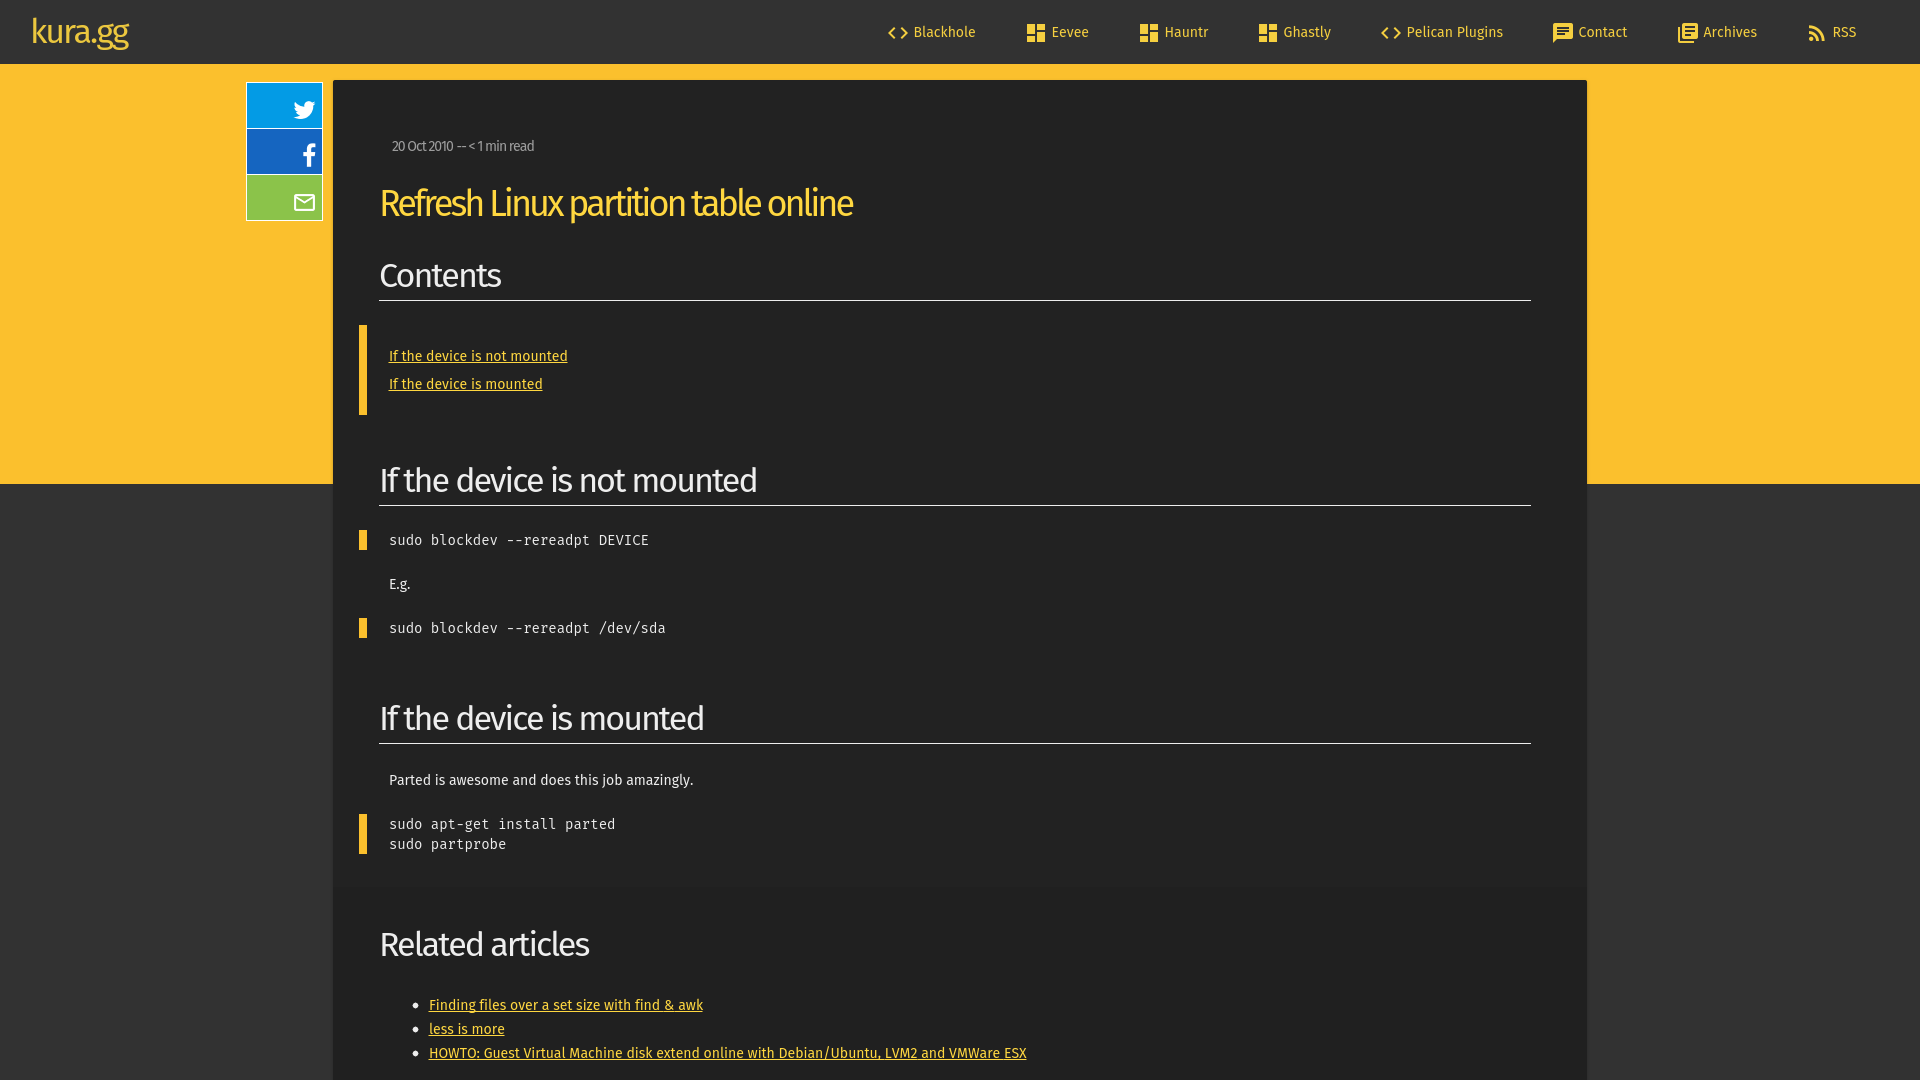 kura.gg
Blackhole
Eevee
Hauntr
Ghastly
Pelican Plugins
Contact
Archives
RSS
20 Oct 2010 -- < 1 min read
Refresh Linux partition table online
Contents
If the device is not mounted
If the device is mounted
If the device is not mounted
sudo blockdev --rereadpt DEVICE
E.g.
sudo blockdev --rereadpt /dev/sda
If the device is mounted
Parted is awesome and does this job amazingly.
sudo apt-get install parted
sudo partprobe
Related articles
Finding files over a set size with find & awk
less is more
HOWTO: Guest Virtual Machine disk extend online with Debian/Ubuntu, LVM2 and VMWare ESX